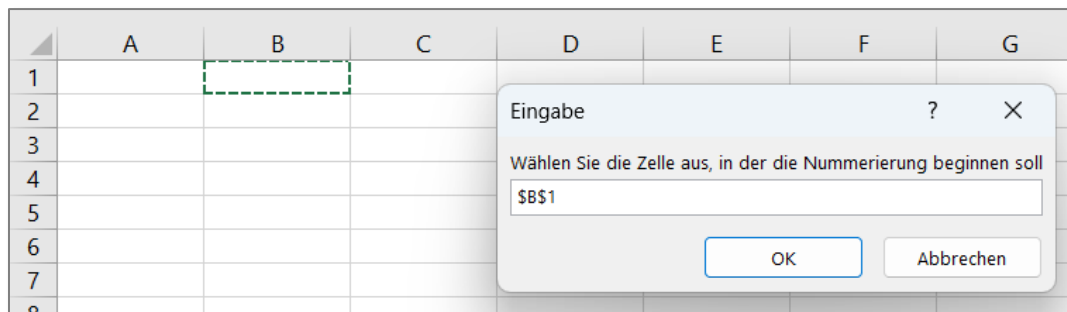 A B C D E F G
1
2
3
4
5
6
7
8
Eingabe ?
Wählen Sie die Zelle aus, in der die Nummerierung beginnen soll
$B$1
OK Abbrechen